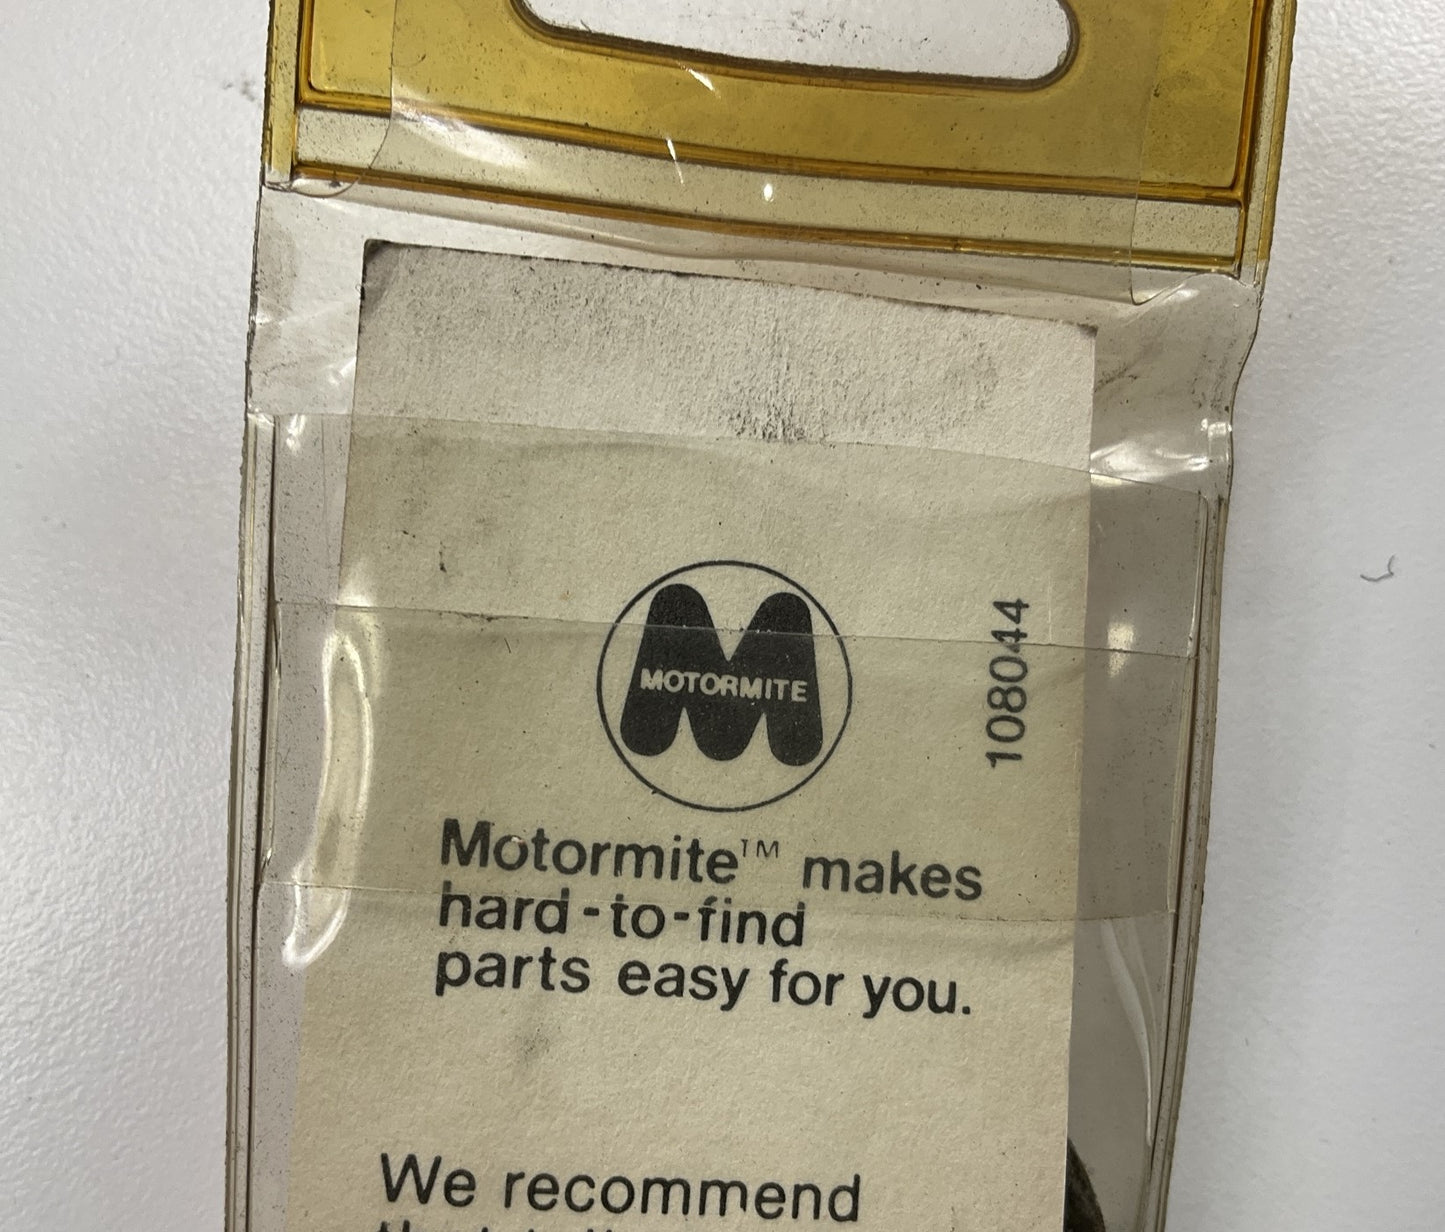 MOTORMITE
108044
Motormite™ makes
hard-to-find
parts easy for you.
We recommend